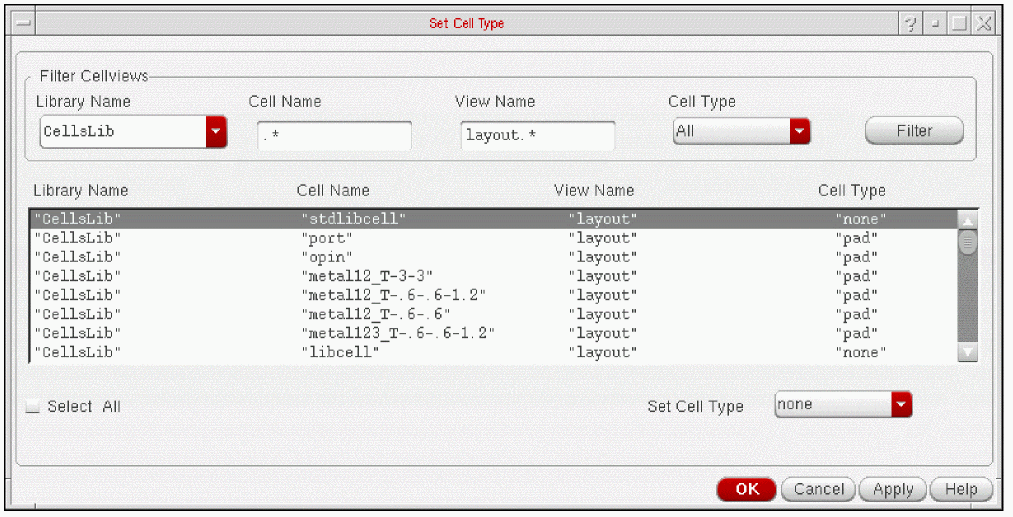 Set Cell Type ?
Filter Cellviews
Library Name Cell Name View Name Cell Type
CellsLib .* layout.* All Filter
Library Name Cell Name View Name Cell Type
"CellsLib" "stdlibcell" "layout" "none"
"CellsLib" "port" "layout" "pad"
"CellsLib" "opin" "layout" "pad"
"CellsLib" "metal12_T-3-3" "layout" "pad"
"CellsLib" "metal12_T-.6-.6-1.2" "layout" "pad"
"CellsLib" "metal12_T-.6-.6" "layout" "pad"
"CellsLib" "metal123_T-.6-.6-1.2" "layout" "pad"
"CellsLib" "libcell" "layout" "none"
Select All Set Cell Type none
OK Cancel Apply Help